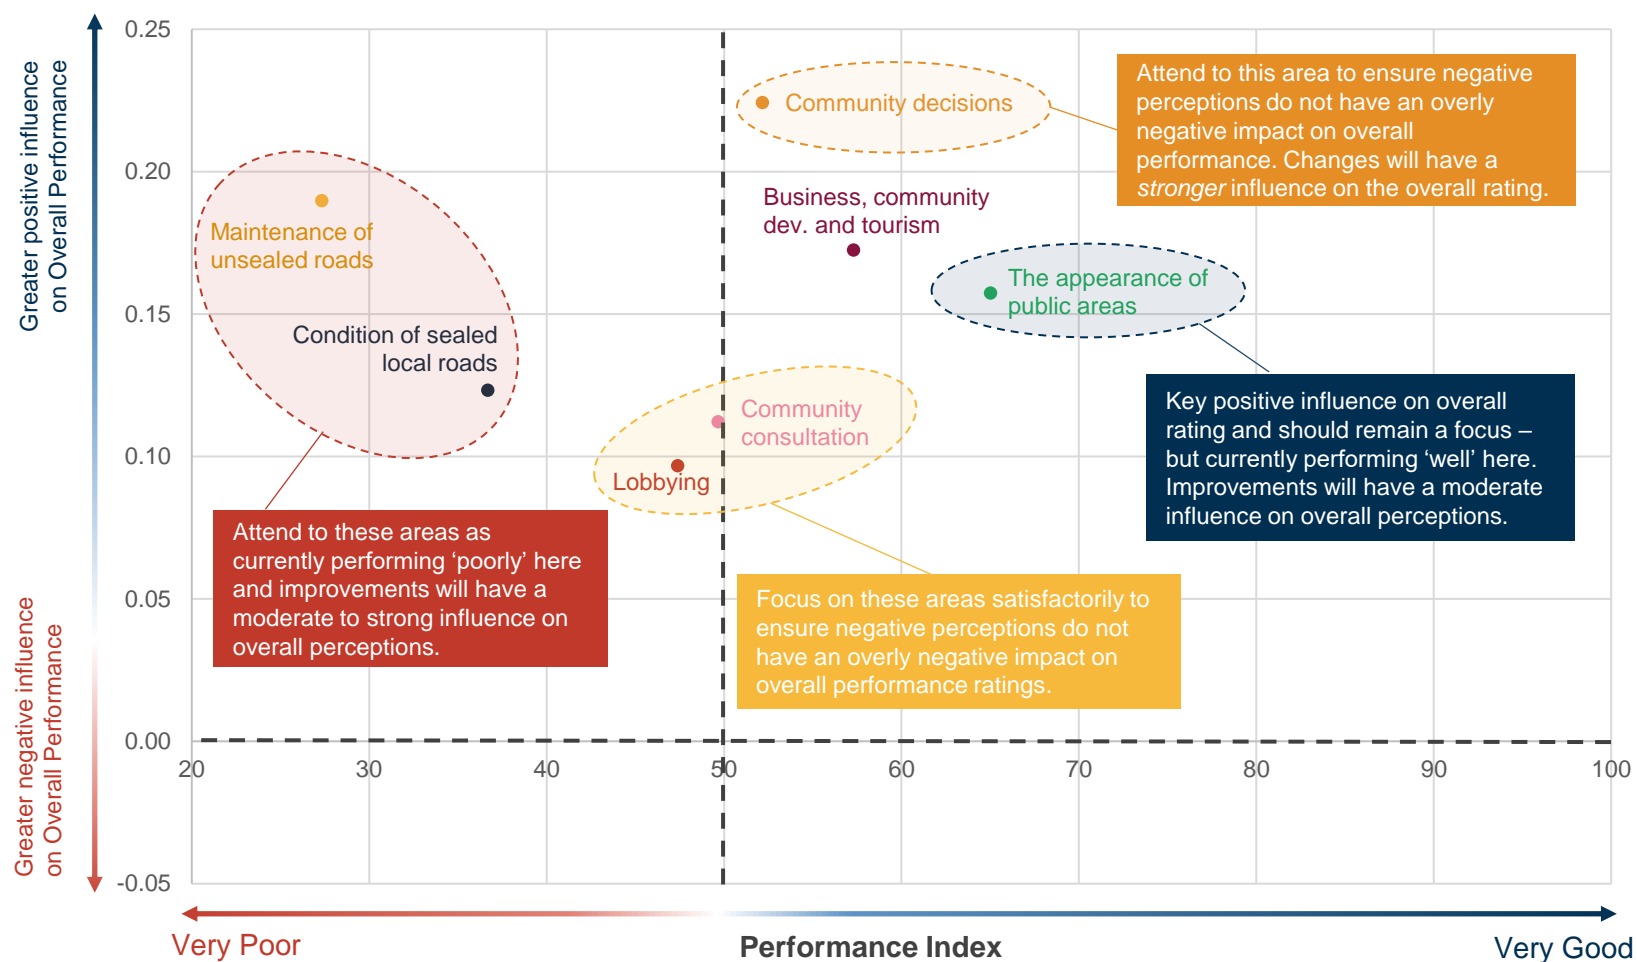 Greater positive influence
on Overall Performance
Greater negative influence
on Overall Performance
0.25
0.20
0.15
0.10
0.05
0.00
-0.05
20
30
40
50
60
70
80
90
100
Community decisions
Attend to this area to ensure negative
perceptions do not have an overly
negative impact on overall
performance. Changes will have a
stronger influence on the overall rating.
Maintenance of
unsealed roads
Business, community
dev. and tourism
The appearance of
public areas
Condition of sealed
local roads
Key positive influence on overall
rating and should remain a focus –
but currently performing ‘well’ here.
Improvements will have a moderate
influence on overall perceptions.
Community
consultation
Lobbying
Attend to these areas as
currently performing ‘poorly’ here
and improvements will have a
moderate to strong influence on
overall perceptions.
Focus on these areas satisfactorily to
ensure negative perceptions do not
have an overly negative impact on
overall performance ratings.
Very Poor
Performance Index
Very Good